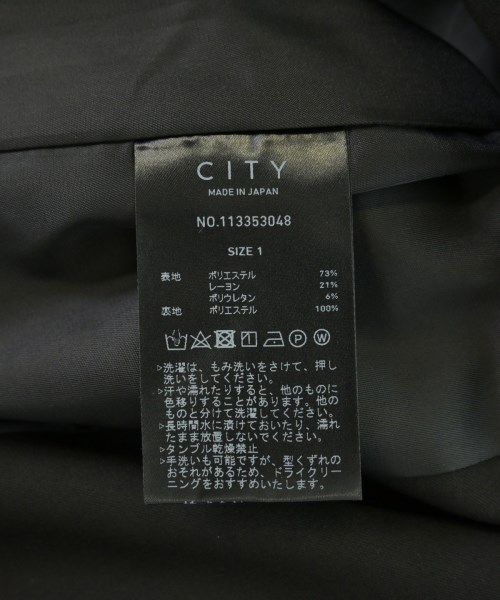 CITY
MADE IN JAPAN
NO.113353048
SIZE 1
表地 ポリエステル 73%
レーヨン 21%
ポリウレタン 6%
裏地 ポリエステル 100%
P W
▷洗濯は、もみ洗いをさけて、押し
洗いをしてください。
▷汗や濡れたりすると、他のものに
色移りすることがあります。他の
ものと分けて洗濯してください。
▷長時間水に漬けておいたり、濡れ
たまま放置しないでください。
▷タンブル乾燥禁止
▷手洗いも可能ですが、型くずれの
おそれがあるため、ドライクリー
ニングをおすすめいたします。